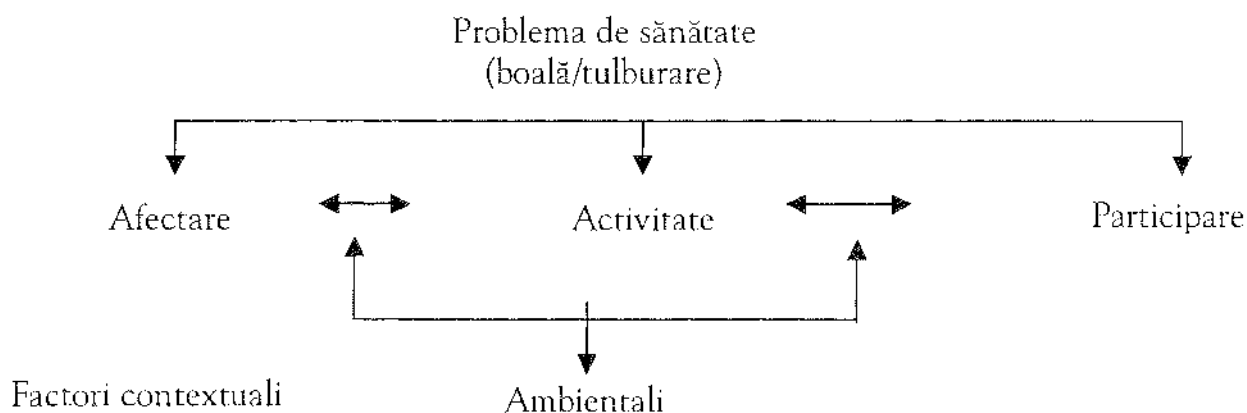 Problema de sănătate
(boală/tulburare)
Afectare
Activitate
Participare
Factori contextuali
Ambientali